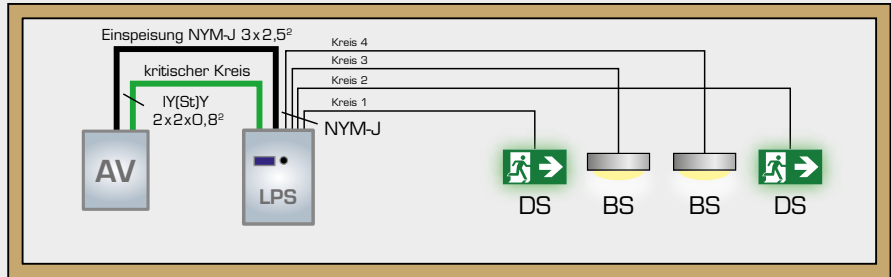 Einspeisung NYM-J 3x2,5²
kritischer Kreis
IY(St)Y
2x2x0,8²
Kreis 4
Kreis 3
Kreis 2
Kreis 1
NYM-J
AV
LPS
DS
BS
BS
DS